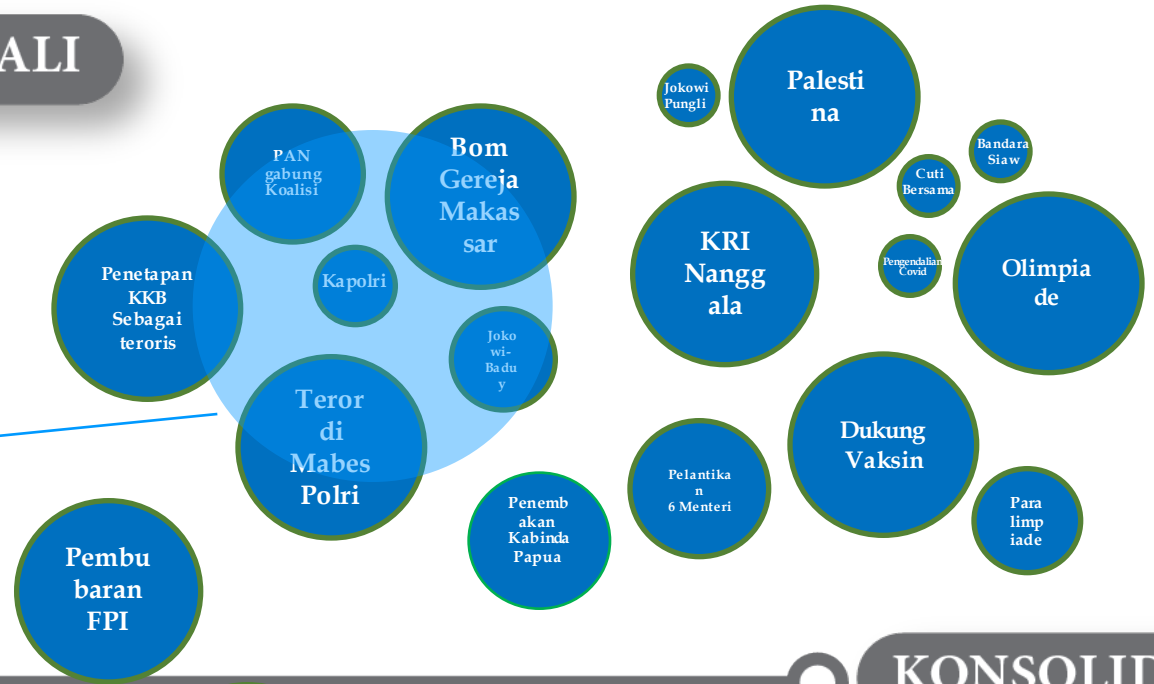 ALI
Jokowi
Pungli
Palesti
na
Bandara
Siaw
Cuti
Bersama
PAN
gabung
Koalisi
Bom
Gereja
Makas
sar
KRI
Nangg
ala
Pengendalian
Covid
Olimpia
de
Penetapan
KKB
Sebagai
teroris
Kapolri
Joko
wi-
Badu
y
Teror
di
Mabes
Polri
Dukung
Vaksin
Pelantika
n
6 Menteri
Penemb
akan
Kabinda
Papua
Para
limp
iade
Pembu
baran
FPI
KONSOLID